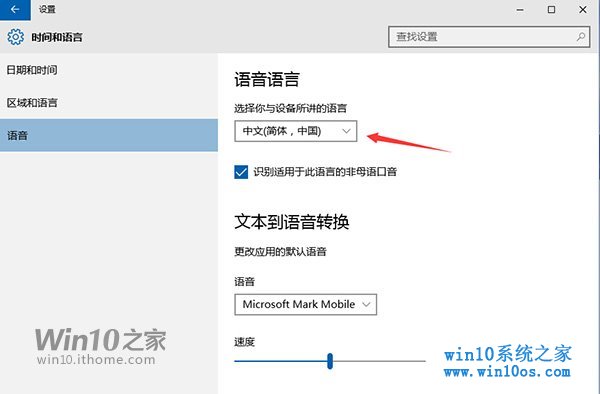 设置
时间和语言
查找设置
日期和时间
区域和语言
语音
语音语言
选择你与设备所讲的语言
中文(简体，中国)
识别适用于此语言的非母语口音
文本到语音转换
更改应用的默认语音
语音
Microsoft Mark Mobile
速度
Win10之家
win10.ithome.com
win10系统之家
www.win10os.com